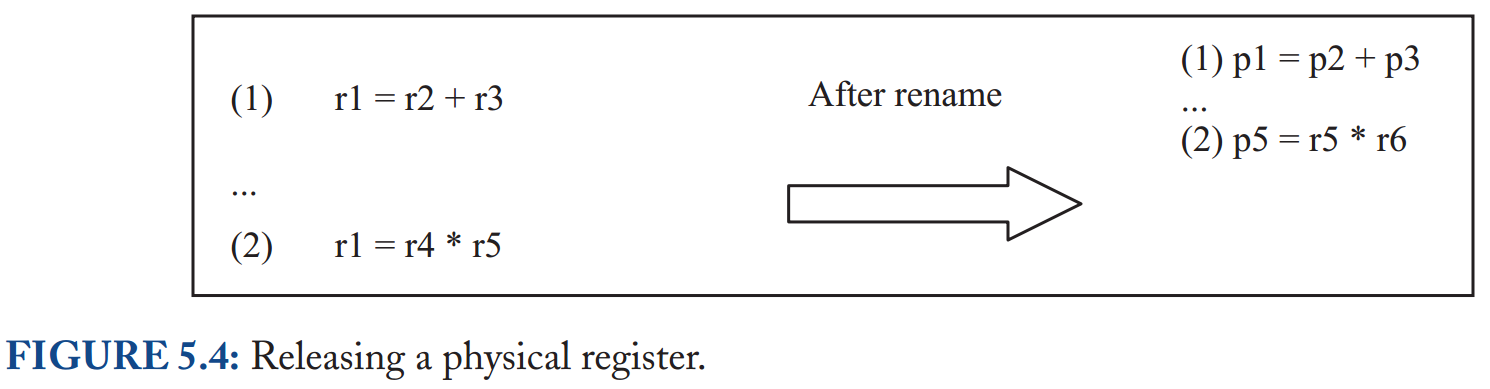 (1) r1 = r2 + r3
...
(2) r1 = r4 * r5
After rename
(1) p1 = p2 + p3
...
(2) p5 = r5 * r6
FIGURE 5.4: Releasing a physical register.